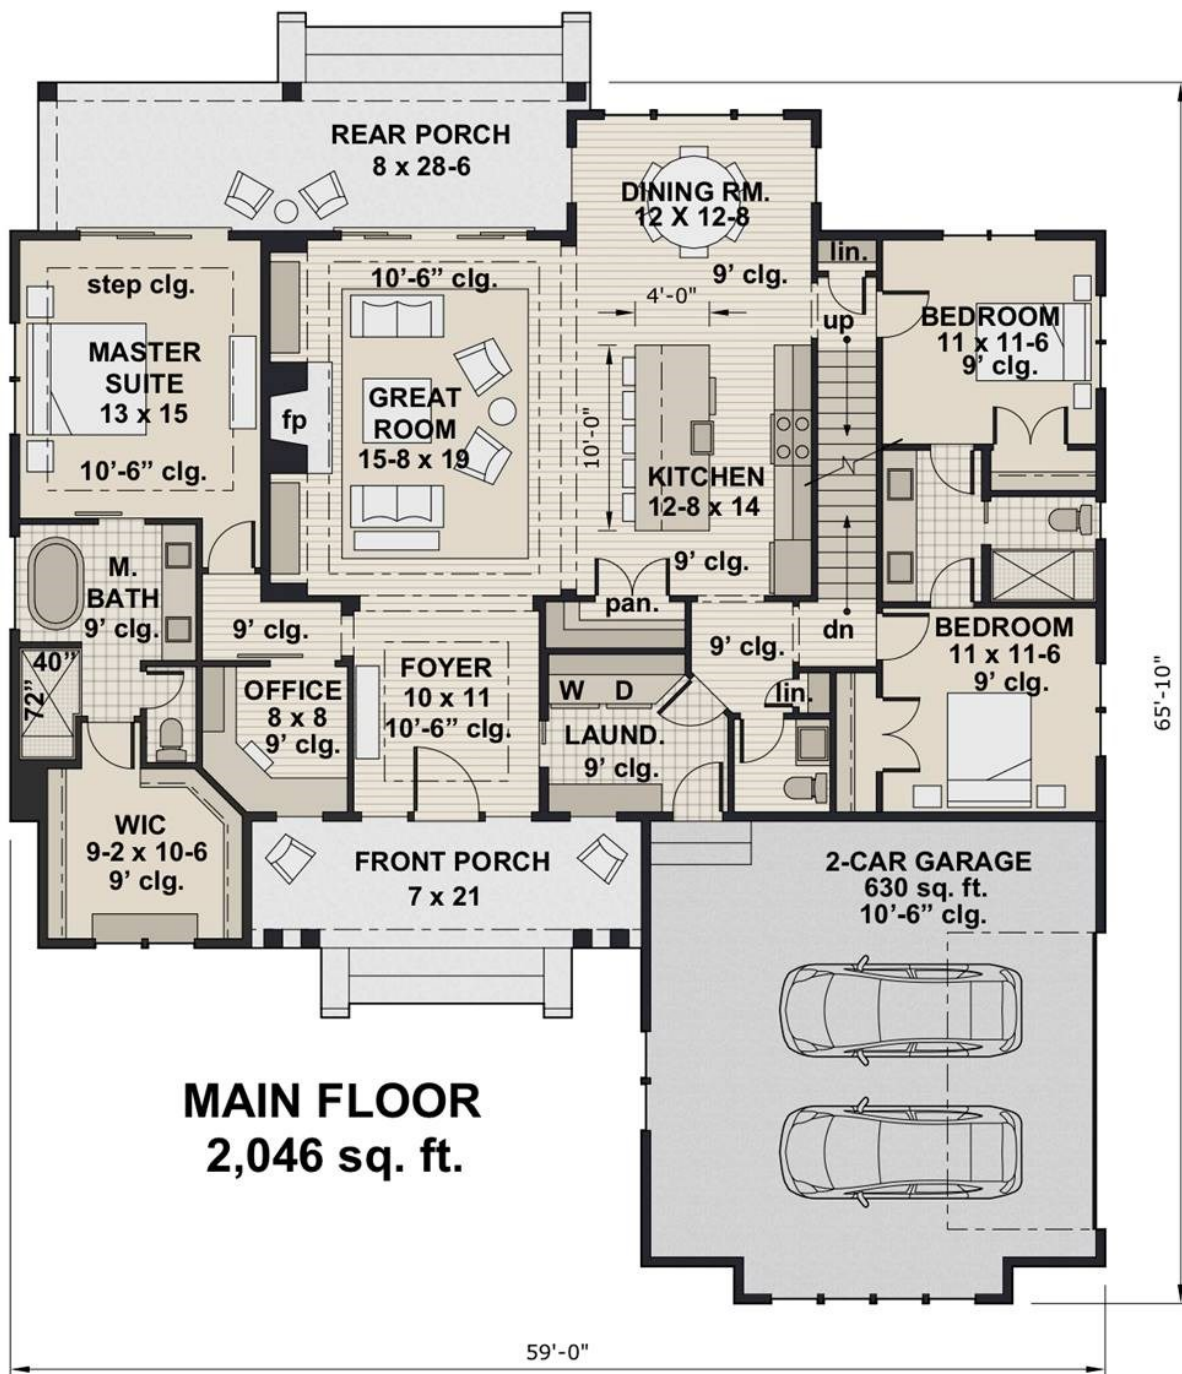 REAR PORCH
8 x 28-6
DINING RM.
12 X 12-8
9' clg.
lin.
step clg.
MASTER
SUITE
13 x 15
10'-6” clg.
10'-6” clg.
fp
GREAT
ROOM
15-8 x 19
4'-0"
10'-0"
KITCHEN
12-8 x 14
9' clg.
up
BEDROOM
11 x 11-6
9' clg.
M.
BATH
9' clg.
40”
72”
9' clg.
OFFICE
8 x 8
9' clg.
FOYER
10 x 11
10'-6” clg.
pan.
9' clg.
dn
lin.
W D
LAUND.
9' clg.
BEDROOM
11 x 11-6
9' clg.
WIC
9-2 x 10-6
9' clg.
FRONT PORCH
7 x 21
2-CAR GARAGE
630 sq. ft.
10'-6” clg.
65'-10"
MAIN FLOOR
2,046 sq. ft.
59'-0"